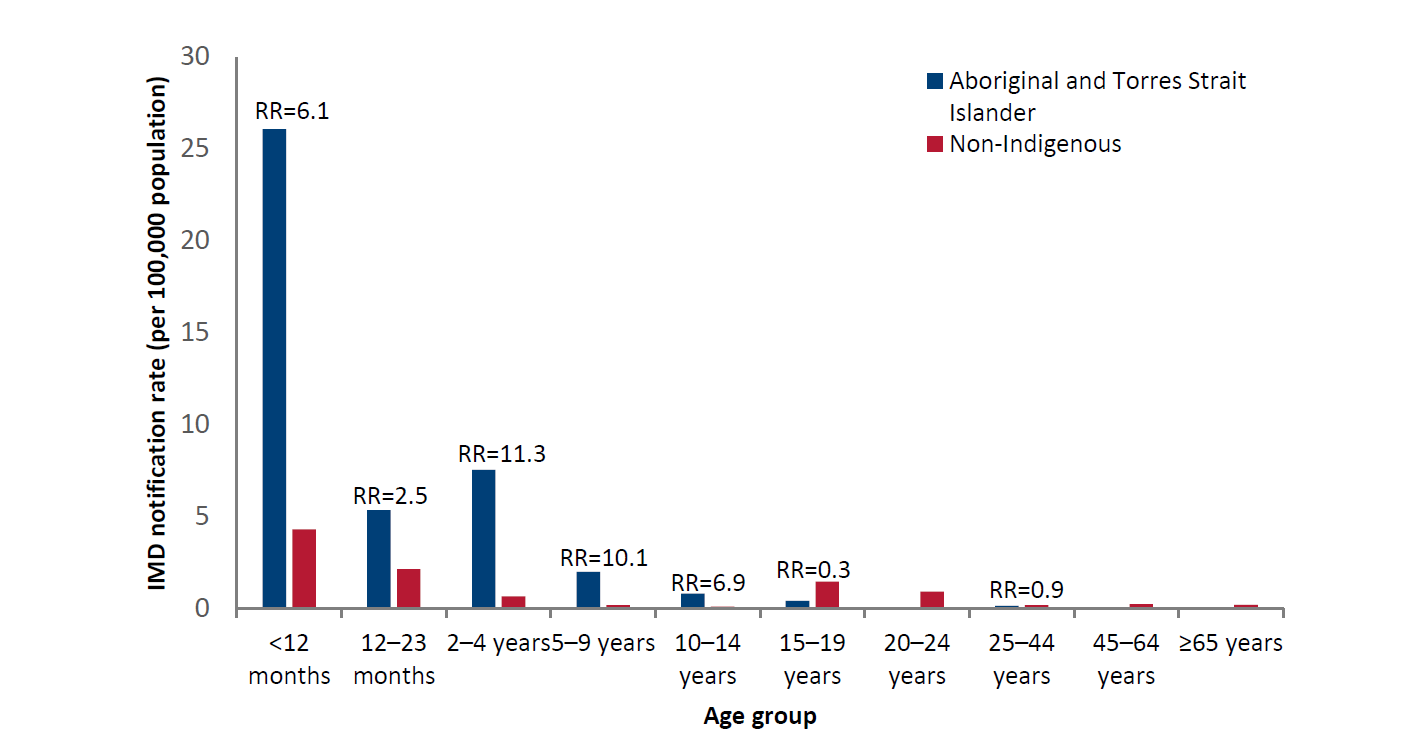 30
25
20
15
10
5
0
IMD notification rate (per 100,000 population)
Aboriginal and Torres Strait
Islander
Non-Indigenous
RR=6.1
RR=2.5
RR=11.3
RR=10.1
RR=6.9
RR=0.3
RR=0.9
<12
months
12–23
months
2–4 years
5–9 years
10–14
years
15–19
years
20–24
years
25–44
years
45–64
years
≥65 years
Age group